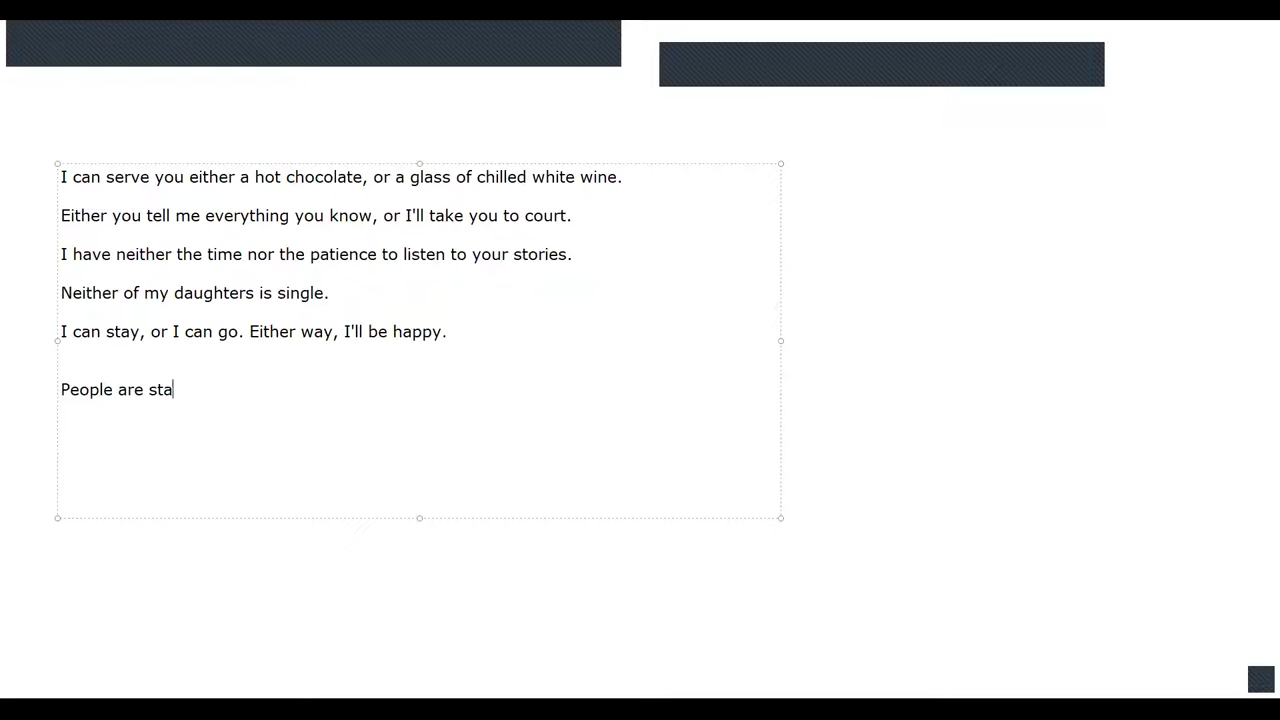 I can serve you either a hot chocolate, or a glass of chilled white wine.
Either you tell me everything you know, or I'll take you to court.
I have neither the time nor the patience to listen to your stories.
Neither of my daughters is single.
I can stay, or I can go. Either way, I'll be happy.
People are sta